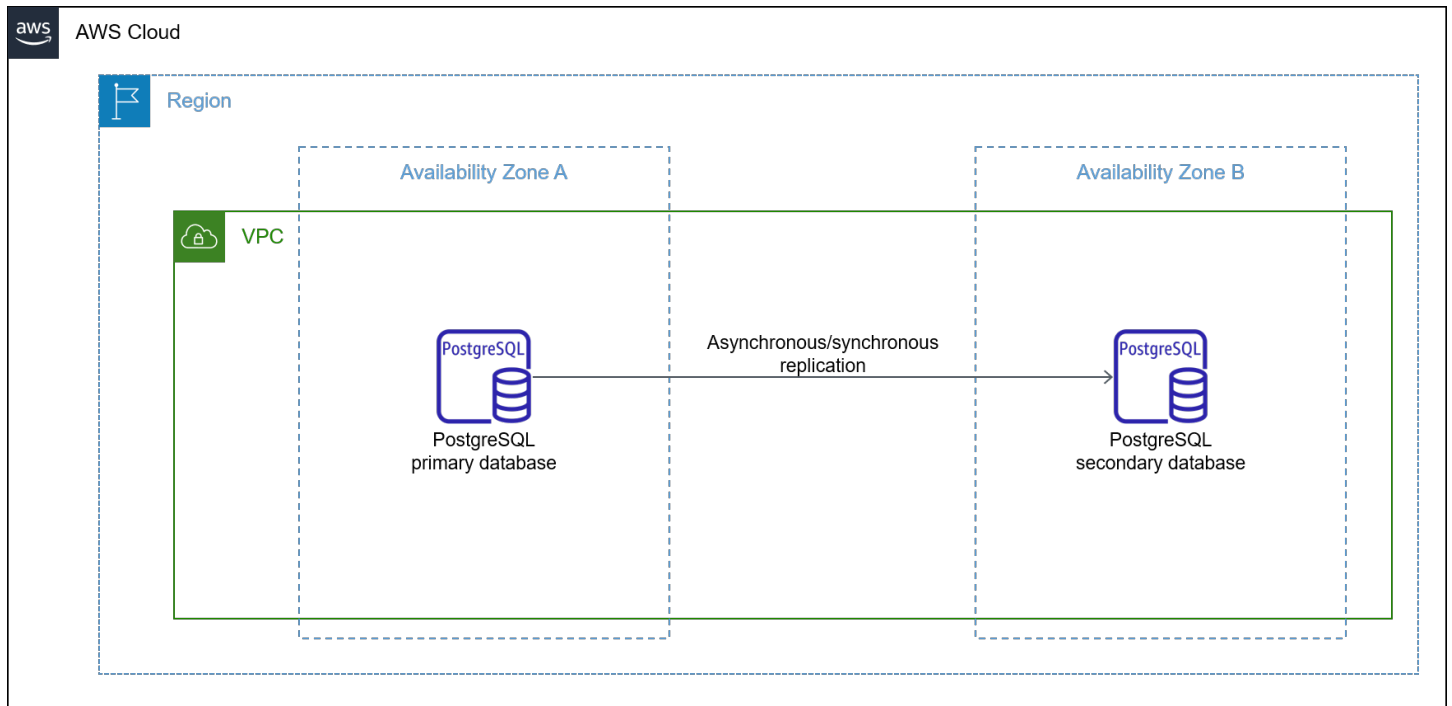 aws
AWS Cloud
Region
Availability Zone A
Availability Zone B
VPC
PostgreSQL
Asynchronous/synchronous
replication
PostgreSQL
PostgreSQL
primary database
PostgreSQL
secondary database